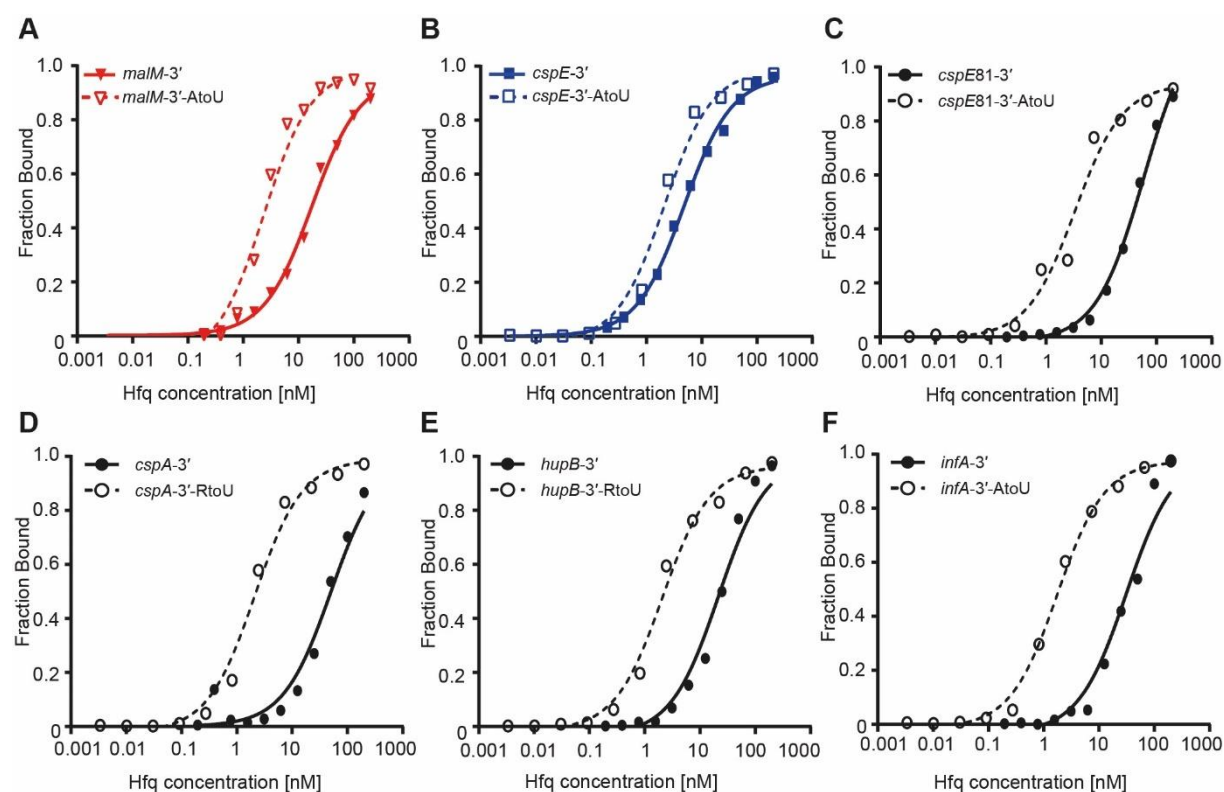 A
malM-3′
malM-3′-AtoU
Fraction Bound
1.0
0.8
0.6
0.4
0.2
0
0.001 0.01 0.1 1 10 100 1000
Hfq concentration [nM]
B
cspE-3′
cspE-3′-AtoU
Fraction Bound
1.0
0.8
0.6
0.4
0.2
0
0.001 0.01 0.1 1 10 100 1000
Hfq concentration [nM]
C
cspE81-3′
cspE81-3′-AtoU
Fraction Bound
1.0
0.8
0.6
0.4
0.2
0
0.001 0.01 0.1 1 10 100 1000
Hfq concentration [nM]
D
cspA-3′
cspA-3′-RtoU
Fraction Bound
1.0
0.8
0.6
0.4
0.2
0
0.001 0.01 0.1 1 10 100 1000
Hfq concentration [nM]
E
hupB-3′
hupB-3′-RtoU
Fraction Bound
1.0
0.8
0.6
0.4
0.2
0
0.001 0.01 0.1 1 10 100 1000
Hfq concentration [nM]
F
infA-3′
infA-3′-AtoU
Fraction Bound
1.0
0.8
0.6
0.4
0.2
0
0.001 0.01 0.1 1 10 100 1000
Hfq concentration [nM]